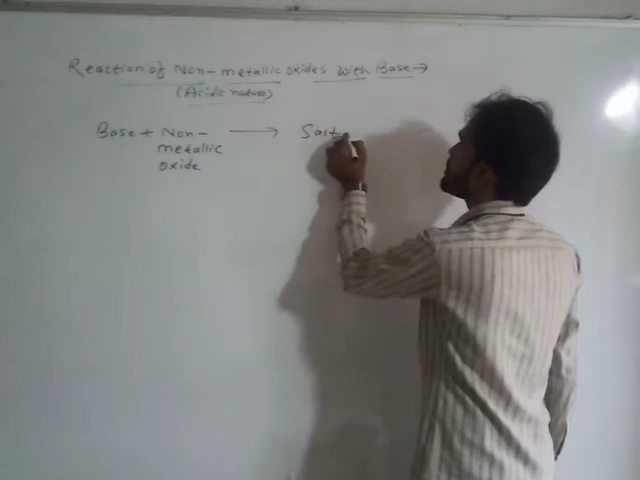 Reaction of Non-metallic oxides with Base →
(Acidic nature)
Base + Non- → Salt
metallic
oxide